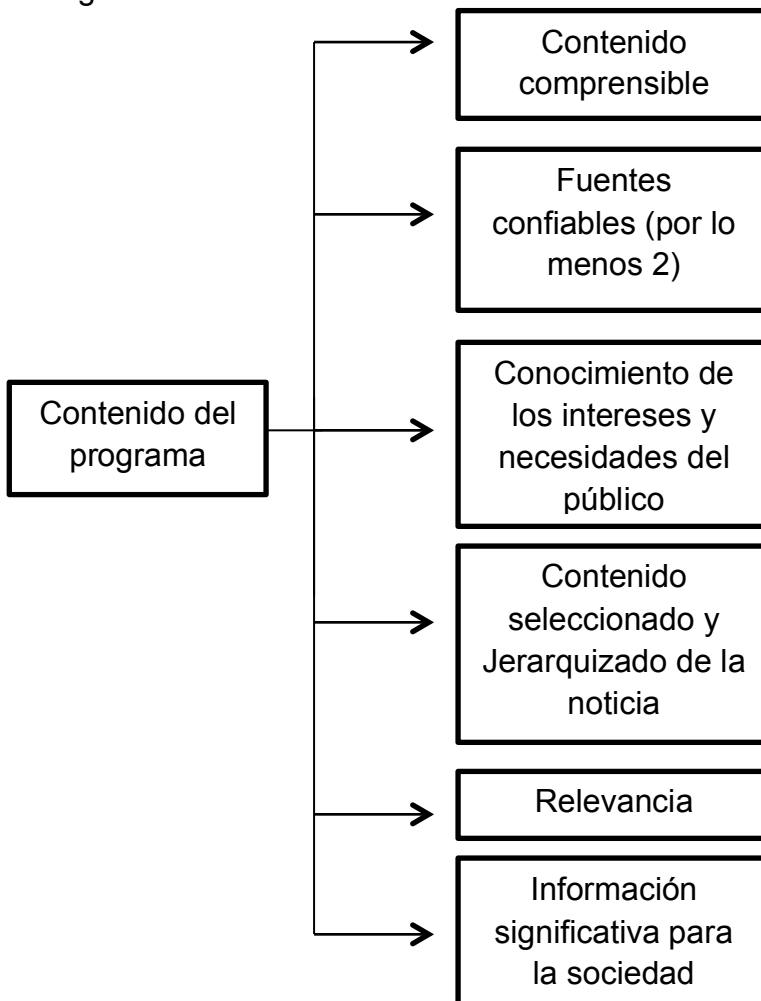 Contenido
comprensible
Fuentes
confiables (por lo
menos 2)
Conocimiento de
los intereses y
necesidades del
público
Contenido del
programa
Contenido
seleccionado y
Jerarquizado de la
noticia
Relevancia
Información
significativa para
la sociedad